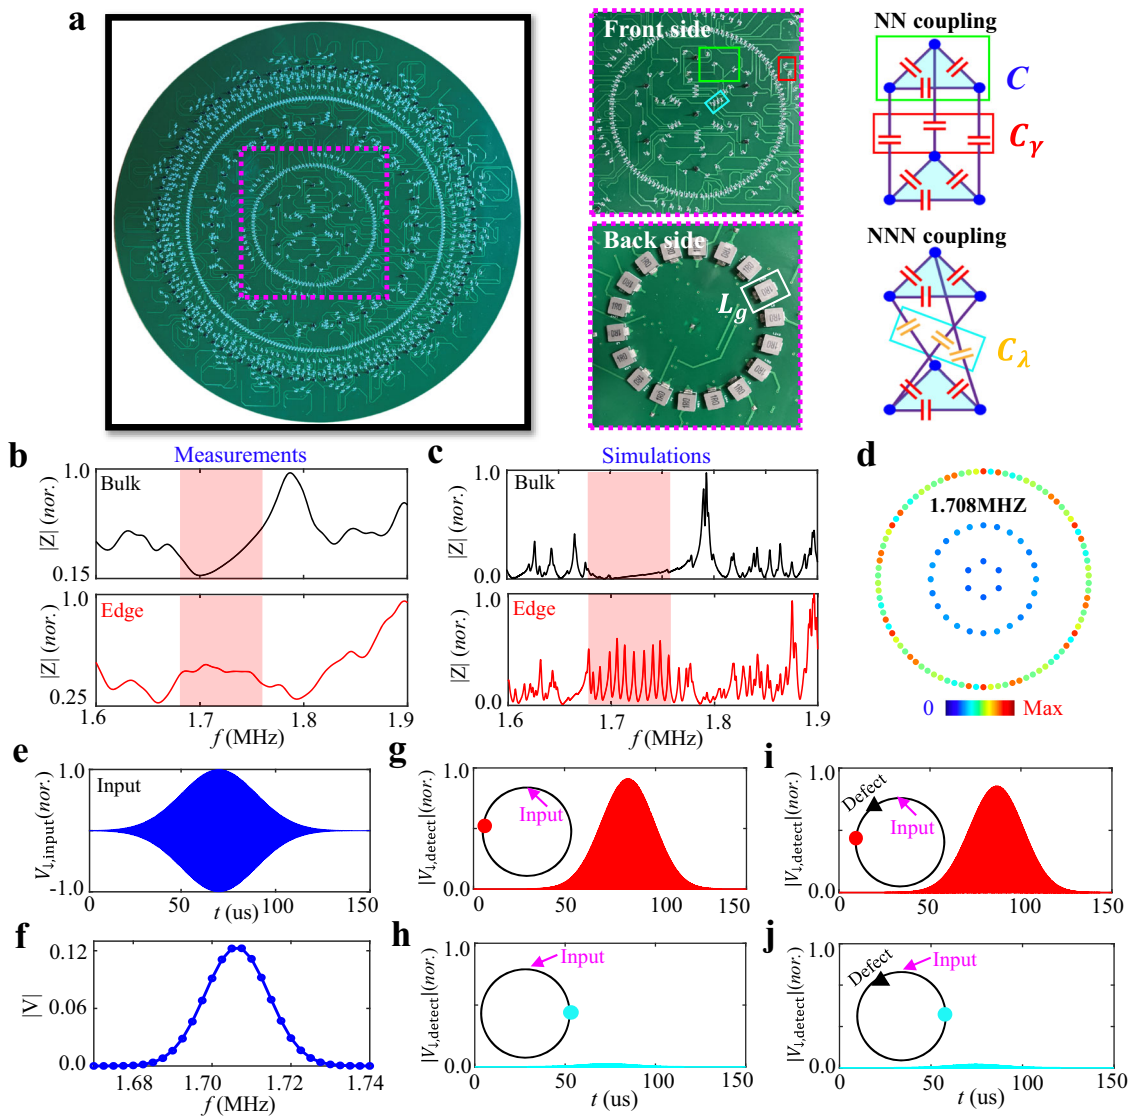 a
Front side
Back side
L_g
NN coupling
C
C_γ
NNN coupling
C_λ
b
Measurements
Bulk
|Z| (nor.)
1.0
0.15
Edge
|Z| (nor.)
1.0
0.25
1.6
1.7
1.8
1.9
f (MHz)
c
Simulations
Bulk
|Z| (nor.)
1.0
0.0
Edge
|Z| (nor.)
1.0
0.0
1.6
1.7
1.8
1.9
f (MHz)
d
1.708MHZ
0
Max
e
Input
V↓,input(nor.)
1.0
-1.0
0
50
100
150
t (us)
f
|V|
0.12
0.06
0.0
1.68
1.70
1.72
1.74
f (MHz)
g
|V↓,detect|(nor.)
1.0
0.0
Input
0
50
100
150
t (us)
h
|V↓,detect|(nor.)
1.0
0.0
Input
0
50
100
150
t (us)
i
|V↓,detect|(nor.)
1.0
0.0
Defect
Input
0
50
100
150
t (us)
j
|V↓,detect|(nor.)
1.0
0.0
Defect
Input
0
50
100
150
t (us)